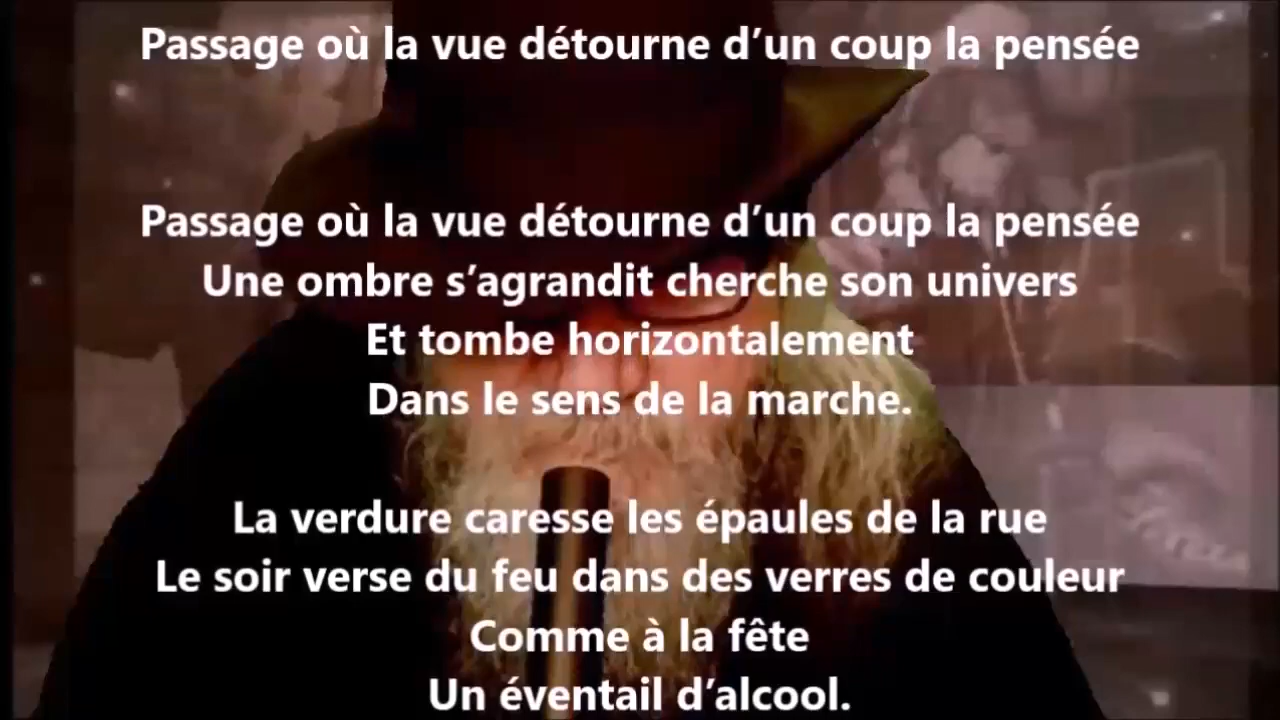 Passage où la vue détourne d’un coup la pensée
Passage où la vue détourne d’un coup la pensée
Une ombre s’agrandit cherche son univers
Et tombe horizontalement
Dans le sens de la marche.
La verdure caresse les épaules de la rue
Le soir verse du feu dans des verres de couleur
Comme à la fête
Un éventail d’alcool.